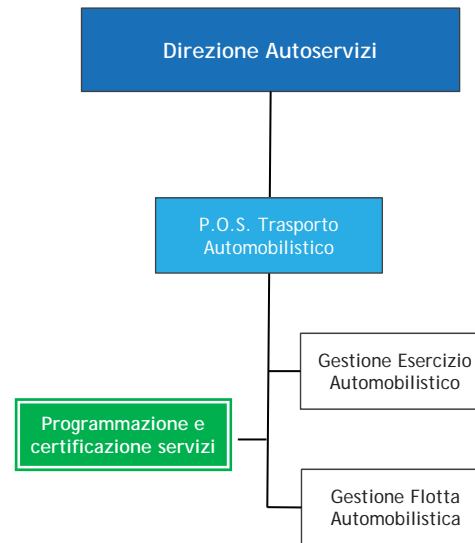 Direzione Autoservizi
P.O.S. Trasporto
Automobilistico
Gestione Esercizio
Automobilistico
Programmazione e
certificazione servizi
Gestione Flotta
Automobilistica